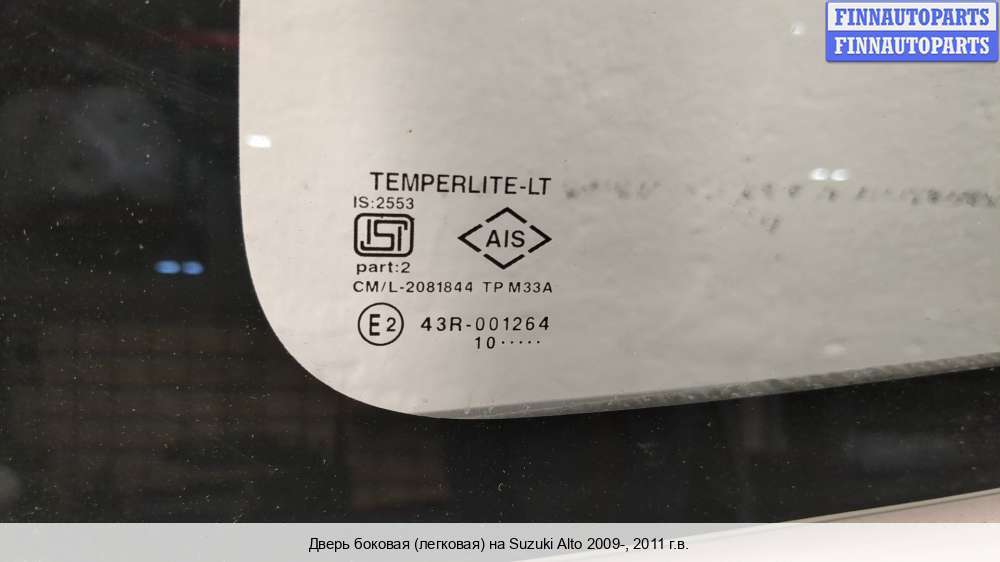 FINNAUTOPARTS
FINNAUTOPARTS
TEMPERLITE-LT
IS:2553
ISI
AIS
part:2
CM/L-2081844 TP M33A
E2 43R-001264
10·····
Дверь боковая (легковая) на Suzuki Alto 2009-, 2011 г.в.